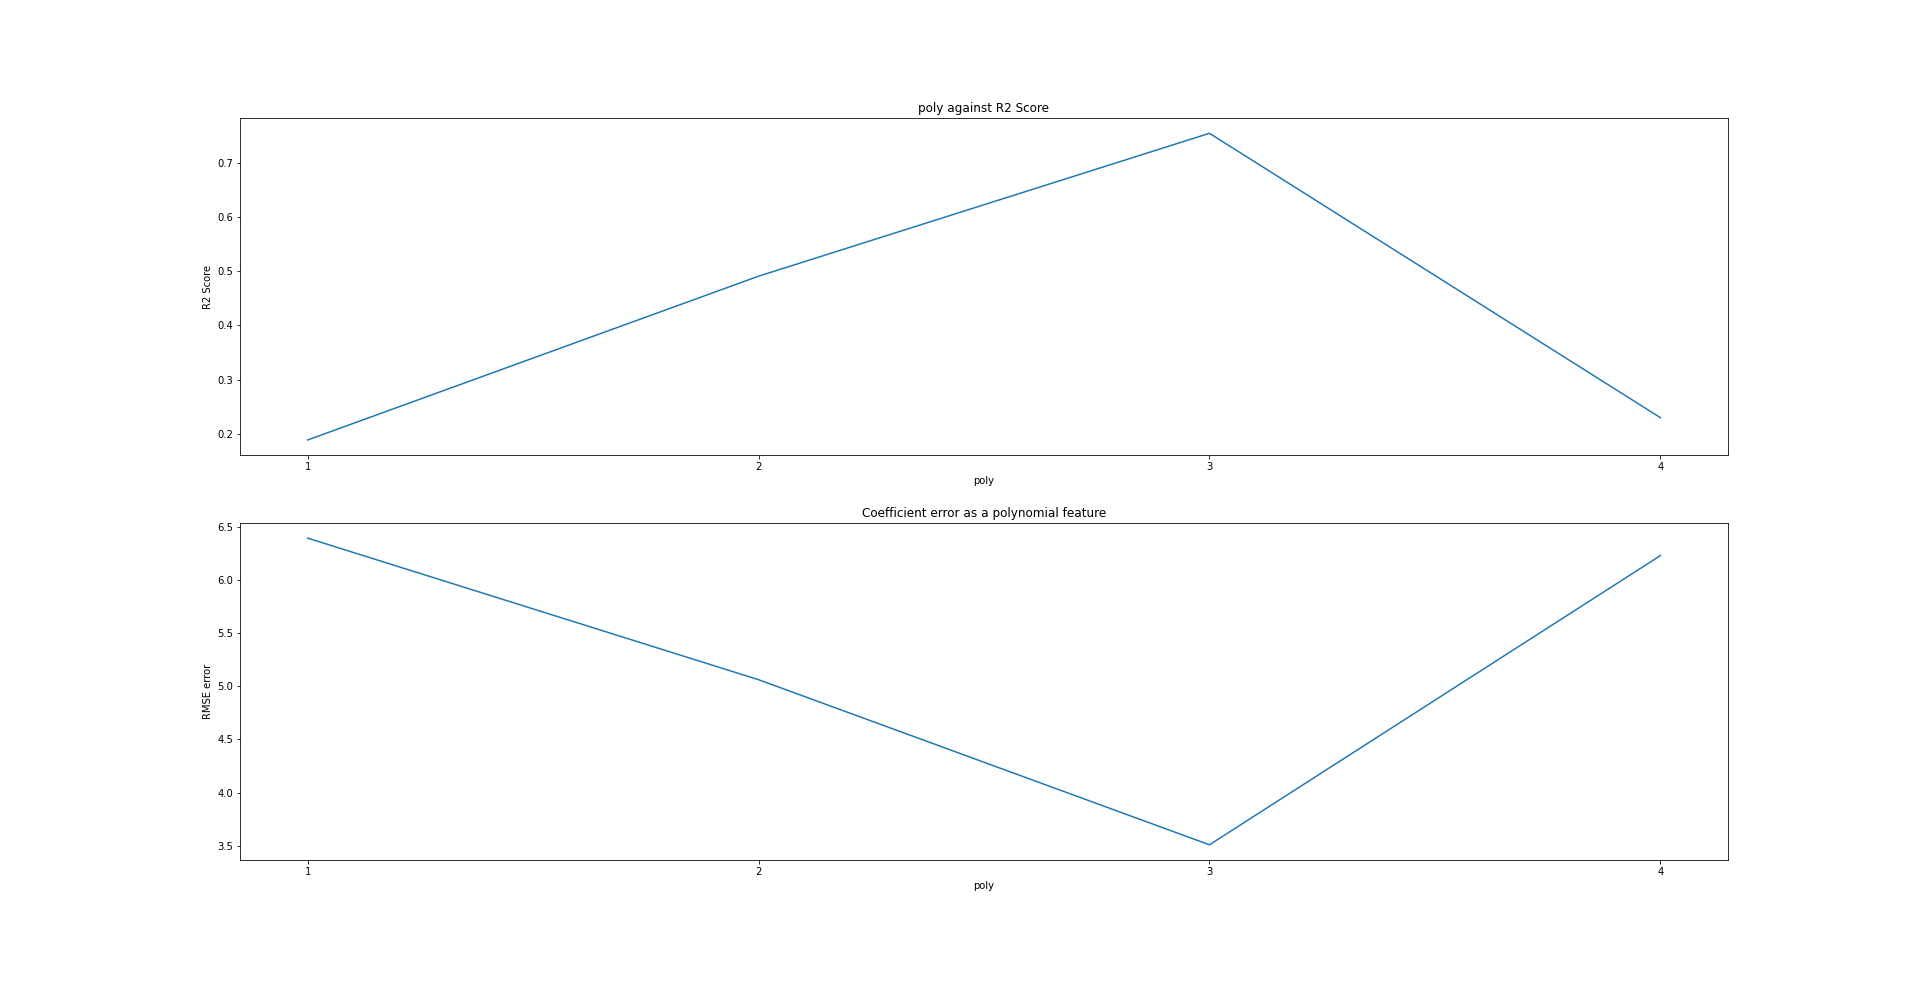 poly against R2 Score
0.7
0.6
0.5
0.4
0.3
0.2
R2 Score
1 2 3 4
poly
Coefficient error as a polynomial feature
6.5
6.0
5.5
5.0
4.5
4.0
3.5
RMSE error
1 2 3 4
poly